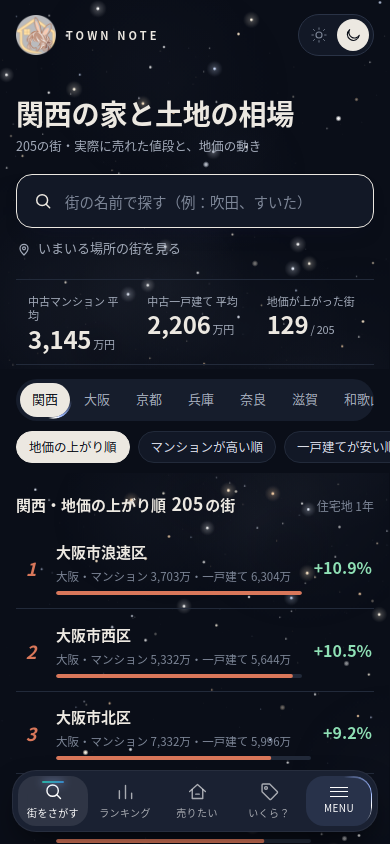 TOWN NOTE
関西の家と土地の相場
205の街・実際に売れた値段と、地価の動き
街の名前で探す（例：吹田、すいた）
いまいる場所の街を見る
中古マンション 平均
3,145万円
中古一戸建て 平均
2,206万円
地価が上がった街
129 / 205
関西 大阪 京都 兵庫 奈良 滋賀 和歌
地価の上がり順 マンションが高い順 一戸建てが安い
関西・地価の上がり順 205の街 住宅地 1年
1 大阪市浪速区 +10.9%
大阪・マンション 3,703万・一戸建て 6,304万
2 大阪市西区 +10.5%
大阪・マンション 5,332万・一戸建て 5,644万
3 大阪市北区 +9.2%
大阪・マンション 7,332万・一戸建て 5,996万
街をさがす ランキング 売りたい いくら？ MENU